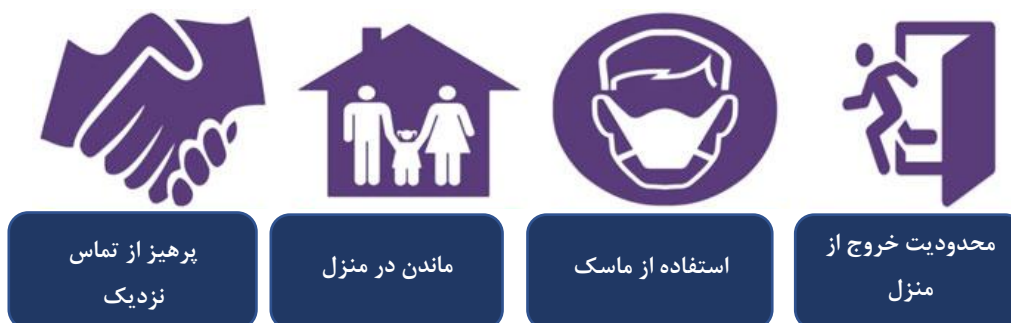 محدودیت خروج از
منزل
استفاده از ماسک
ماندن در منزل
پرهیز از تماس
نزدیک